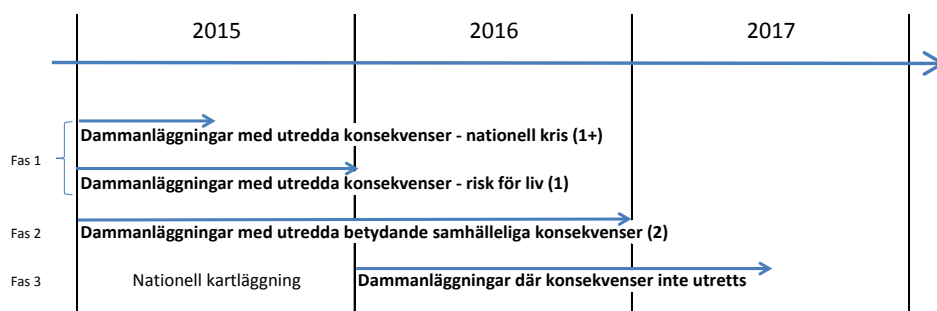 2015 2016 2017
Dammanläggningar med utredda konsekvenser - nationell kris (1+)
Fas 1
Dammanläggningar med utredda konsekvenser - risk för liv (1)
Fas 2 Dammanläggningar med utredda betydande samhälleliga konsekvenser (2)
Fas 3 Nationell kartläggning Dammanläggningar där konsekvenser inte utretts